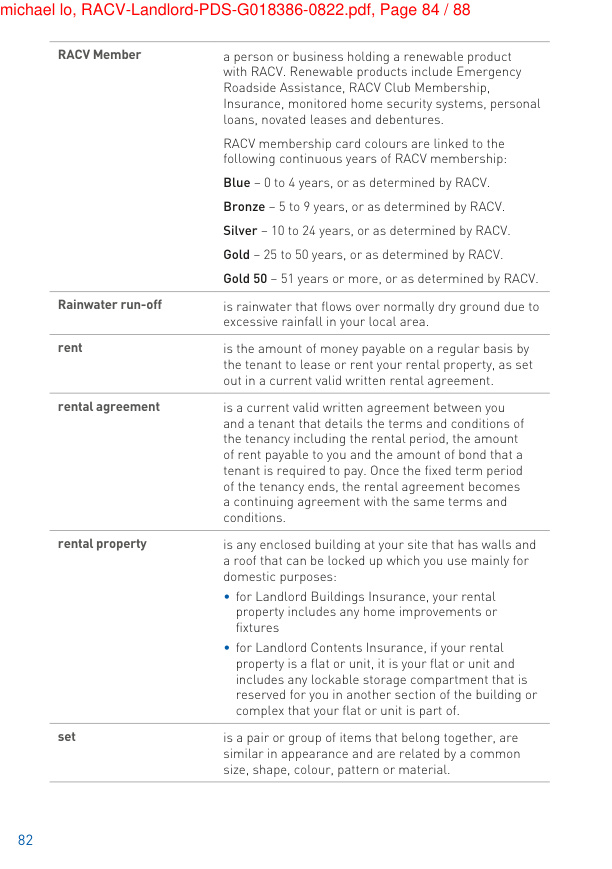 michael lo, RACV-Landlord-PDS-G018386-0822.pdf, Page 84 / 88
RACV Member
a person or business holding a renewable product
with RACV. Renewable products include Emergency
Roadside Assistance, RACV Club Membership,
Insurance, monitored home security systems, personal
loans, novated leases and debentures.
RACV membership card colours are linked to the
following continuous years of RACV membership:
Blue – 0 to 4 years, or as determined by RACV.
Bronze – 5 to 9 years, or as determined by RACV.
Silver – 10 to 24 years, or as determined by RACV.
Gold – 25 to 50 years, or as determined by RACV.
Gold 50 – 51 years or more, or as determined by RACV.
Rainwater run-off
is rainwater that flows over normally dry ground due to
excessive rainfall in your local area.
rent
is the amount of money payable on a regular basis by
the tenant to lease or rent your rental property, as set
out in a current valid written rental agreement.
rental agreement
is a current valid written agreement between you
and a tenant that details the terms and conditions of
the tenancy including the rental period, the amount
of rent payable to you and the amount of bond that a
tenant is required to pay. Once the fixed term period
of the tenancy ends, the rental agreement becomes
a continuing agreement with the same terms and
conditions.
rental property
is any enclosed building at your site that has walls and
a roof that can be locked up which you use mainly for
domestic purposes:
• for Landlord Buildings Insurance, your rental
property includes any home improvements or
fixtures
• for Landlord Contents Insurance, if your rental
property is a flat or unit, it is your flat or unit and
includes any lockable storage compartment that is
reserved for you in another section of the building or
complex that your flat or unit is part of.
set
is a pair or group of items that belong together, are
similar in appearance and are related by a common
size, shape, colour, pattern or material.
82